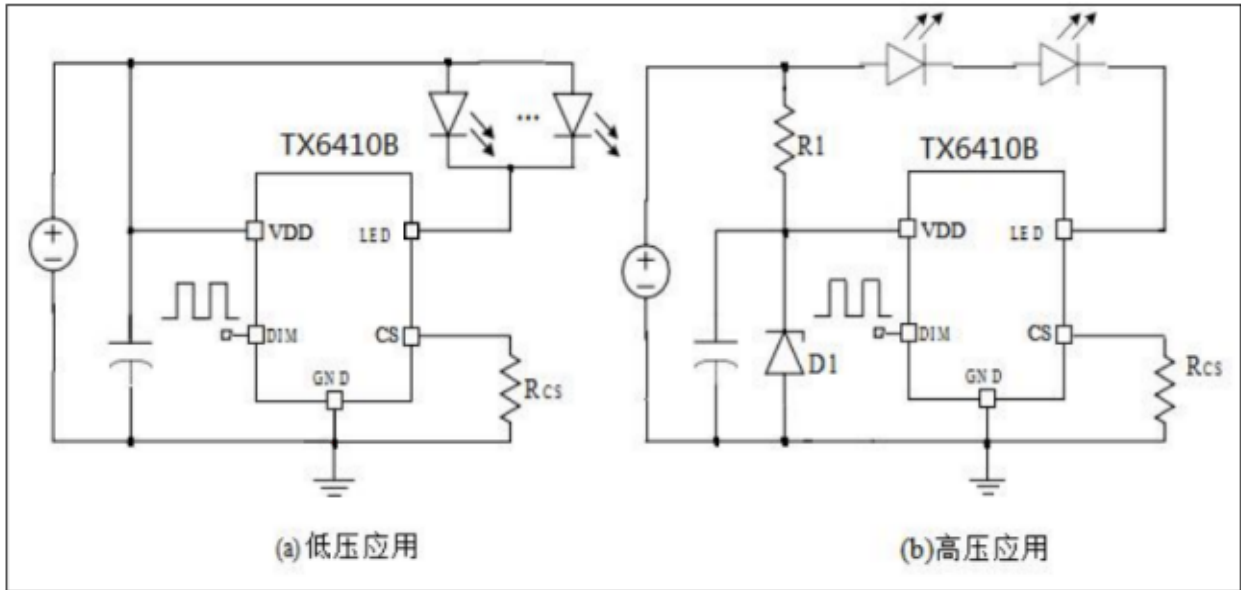 TX6410B
VDD
LED
DIM
CS
GND
RCS
...
(a)低压应用
R1
TX6410B
VDD
LED
DIM
CS
D1
GND
RCS
(b)高压应用